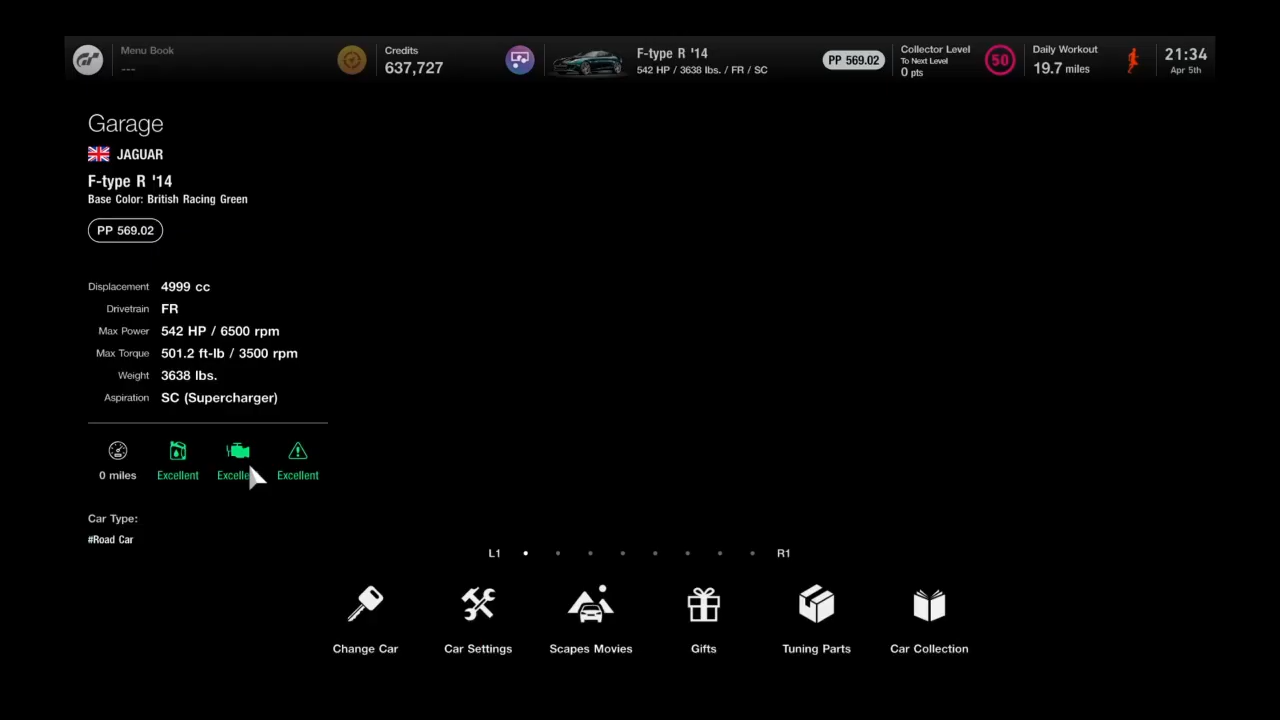 Menu Book
---
Credits
637,727
F-type R '14
542 HP / 3638 lbs. / FR / SC
PP 569.02
Collector Level
To Next Level
0 pts
50
Daily Workout
19.7 miles
21:34
Apr 5th
Garage
JAGUAR
F-type R '14
Base Color: British Racing Green
PP 569.02
Displacement 4999 cc
Drivetrain FR
Max Power 542 HP / 6500 rpm
Max Torque 501.2 ft-lb / 3500 rpm
Weight 3638 lbs.
Aspiration SC (Supercharger)
0 miles Excellent Excelle Excellent
Car Type:
#Road Car
L1 R1
Change Car Car Settings Scapes Movies Gifts Tuning Parts Car Collection